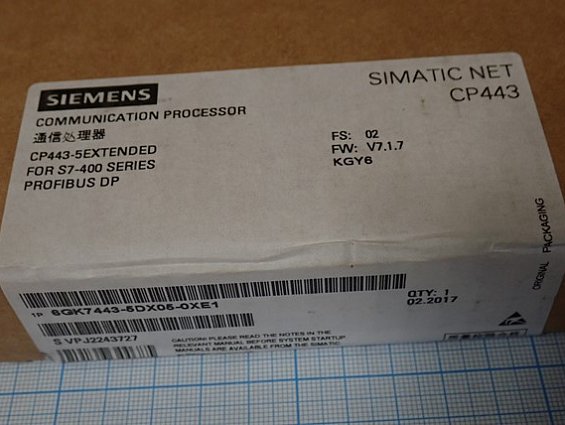 SIEMENS
SIMATIC NET
CP443
COMMUNICATION PROCESSOR
通信处理器
CP443-5EXTENDED
FOR S7-400 SERIES
PROFIBUS DP
FS: 02
FW: V7.1.7
KGY6
ORIGINAL PACKAGING
1P 6GK7443-5DX05-0XE1
QTY: 1
02.2017
S VPJ2243727
CAUTION! PLEASE READ THE NOTES IN THE
RELEVANT MANUAL BEFORE SYSTEM STARTUP
MANUALS ARE AVAILABLE FROM THE SIMATIC